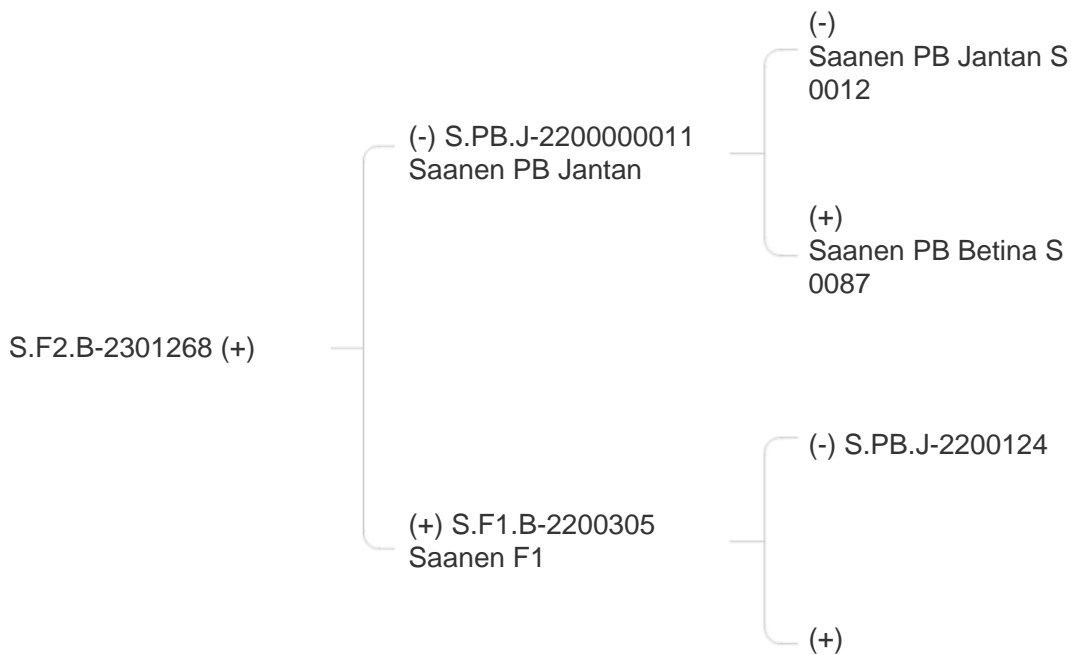 (-)
Saanen PB Jantan S
0012
(-) S.PB.J-2200000011
Saanen PB Jantan
(+)
Saanen PB Betina S
0087
S.F2.B-2301268 (+)
(-) S.PB.J-2200124
(+) S.F1.B-2200305
Saanen F1
(+)